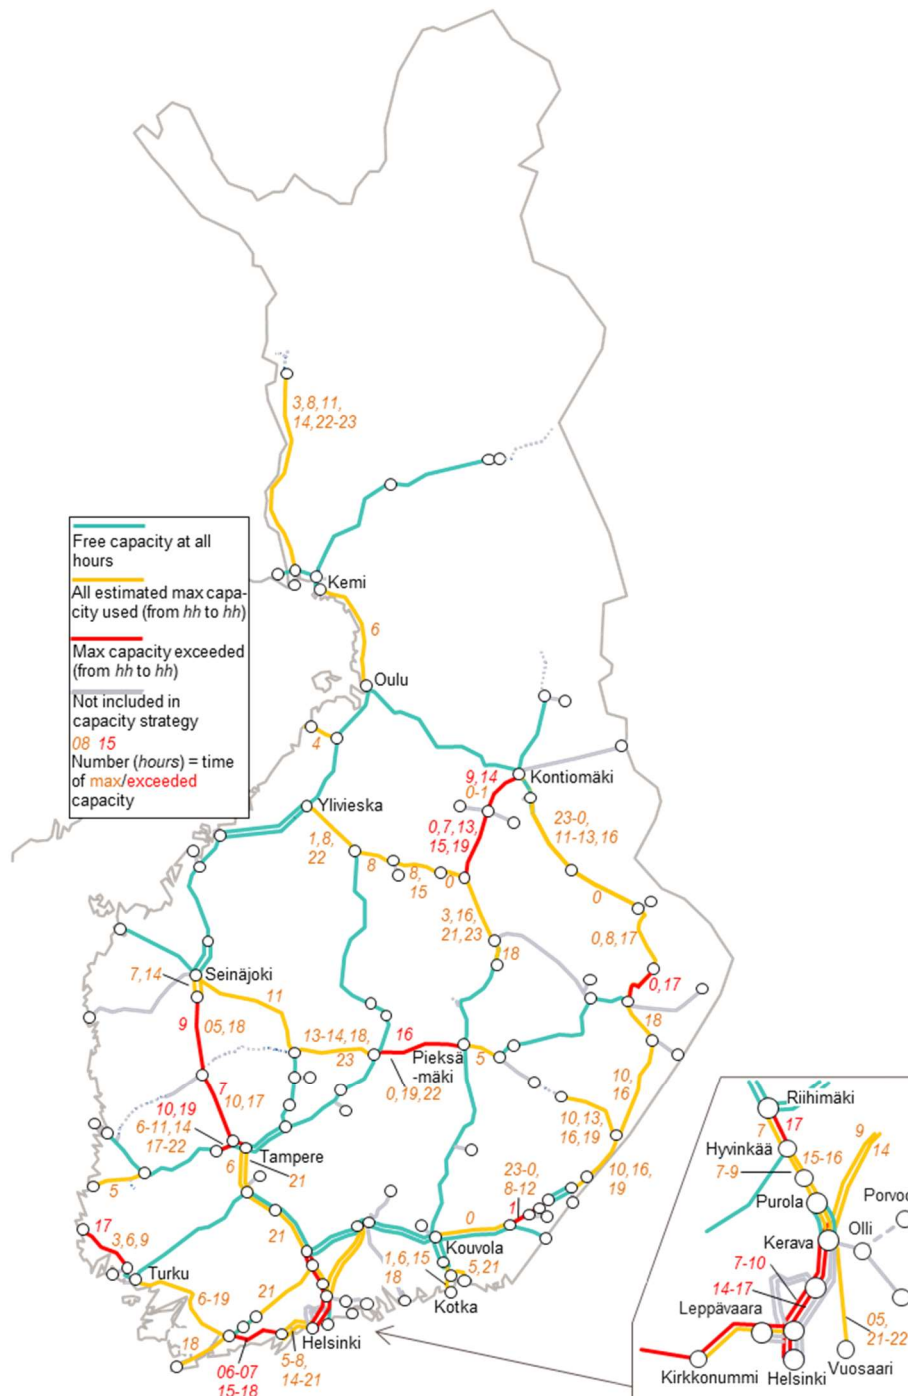 3,8,11,
14,22-23
Free capacity at all
hours
All estimated max capa-
city used (from hh to hh)
Max capacity exceeded
(from hh to hh)
Not included in
capacity strategy
08 15
Number (hours) = time
of max/exceeded
capacity
Kemi
6
Oulu
4
9,14
0-1
Kontiomäki
Ylivieska
0,7,13,
15,19
23-0,
11-13,16
1,8,
22
8
8,
15
0
0
3,16,
21,23
0,8,17
18
Seinäjoki
7,14
0,17
11
9
05,18
13-14,18,
23
16
18
Pieksä
-mäki
5
0,19,22
7
10,17
10,
16
10,19
6-11,14
17-22
10,13,
16,19
Tampere
6
21
5
10,16,
19
23-0,
8-12
1
0
17
3,6,9
21
Kouvola
Turku
1,6,15
18
5,21
6-19
21
Kotka
Helsinki
18
5-8,
14-21
06-07
15-18
Riihimäki
7
17
9
14
Hyvinkää
15-16
7-9
Purola
Porvoo
Olli
Kerava
7-10
14-17
Leppävaara
05,
21-22
Kirkkonummi
Helsinki
Vuosaari